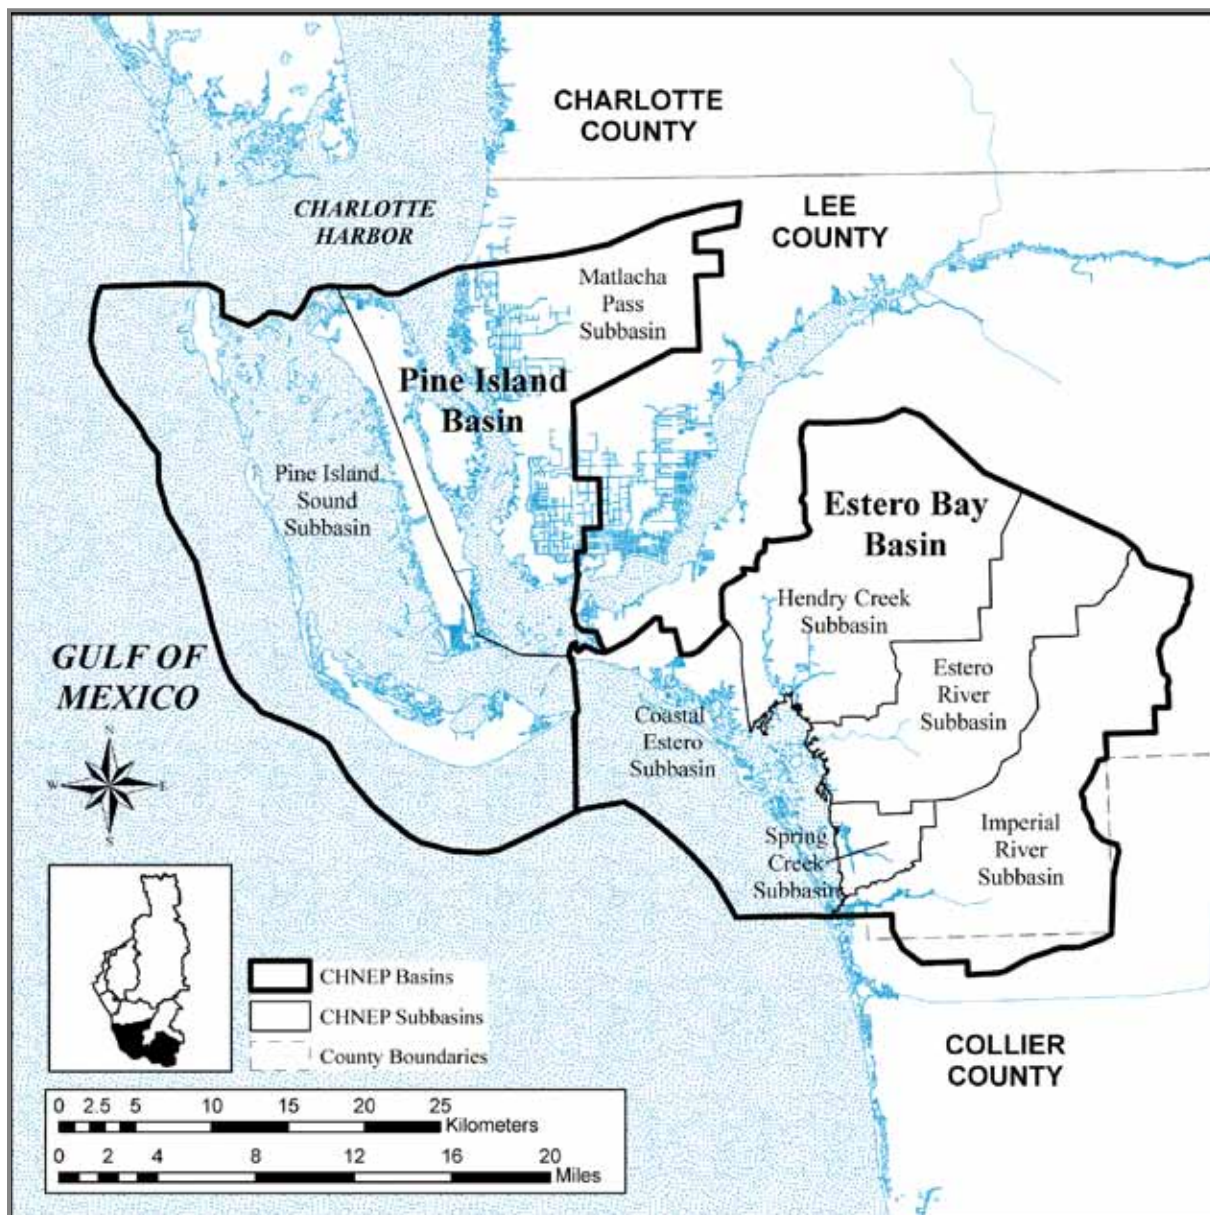 CHARLOTTE
COUNTY
CHARLOTTE
HARBOR
LEE
COUNTY
Matlacha
Pass
Subbasin
Pine Island
Basin
Pine Island
Sound
Subbasin
Estero Bay
Basin
Hendry Creek
Subbasin
Estero
River
Subbasin
GULF OF
MEXICO
N
W
E
S
Coastal
Estero
Subbasin
Spring
Creek
Subbasin
Imperial
River
Subbasin
CHNEP Basins
CHNEP Subbasins
County Boundaries
COLLIER
COUNTY
0 2.5 5 10 15 20 25
Kilometers
0 2 4 8 12 16 20
Miles